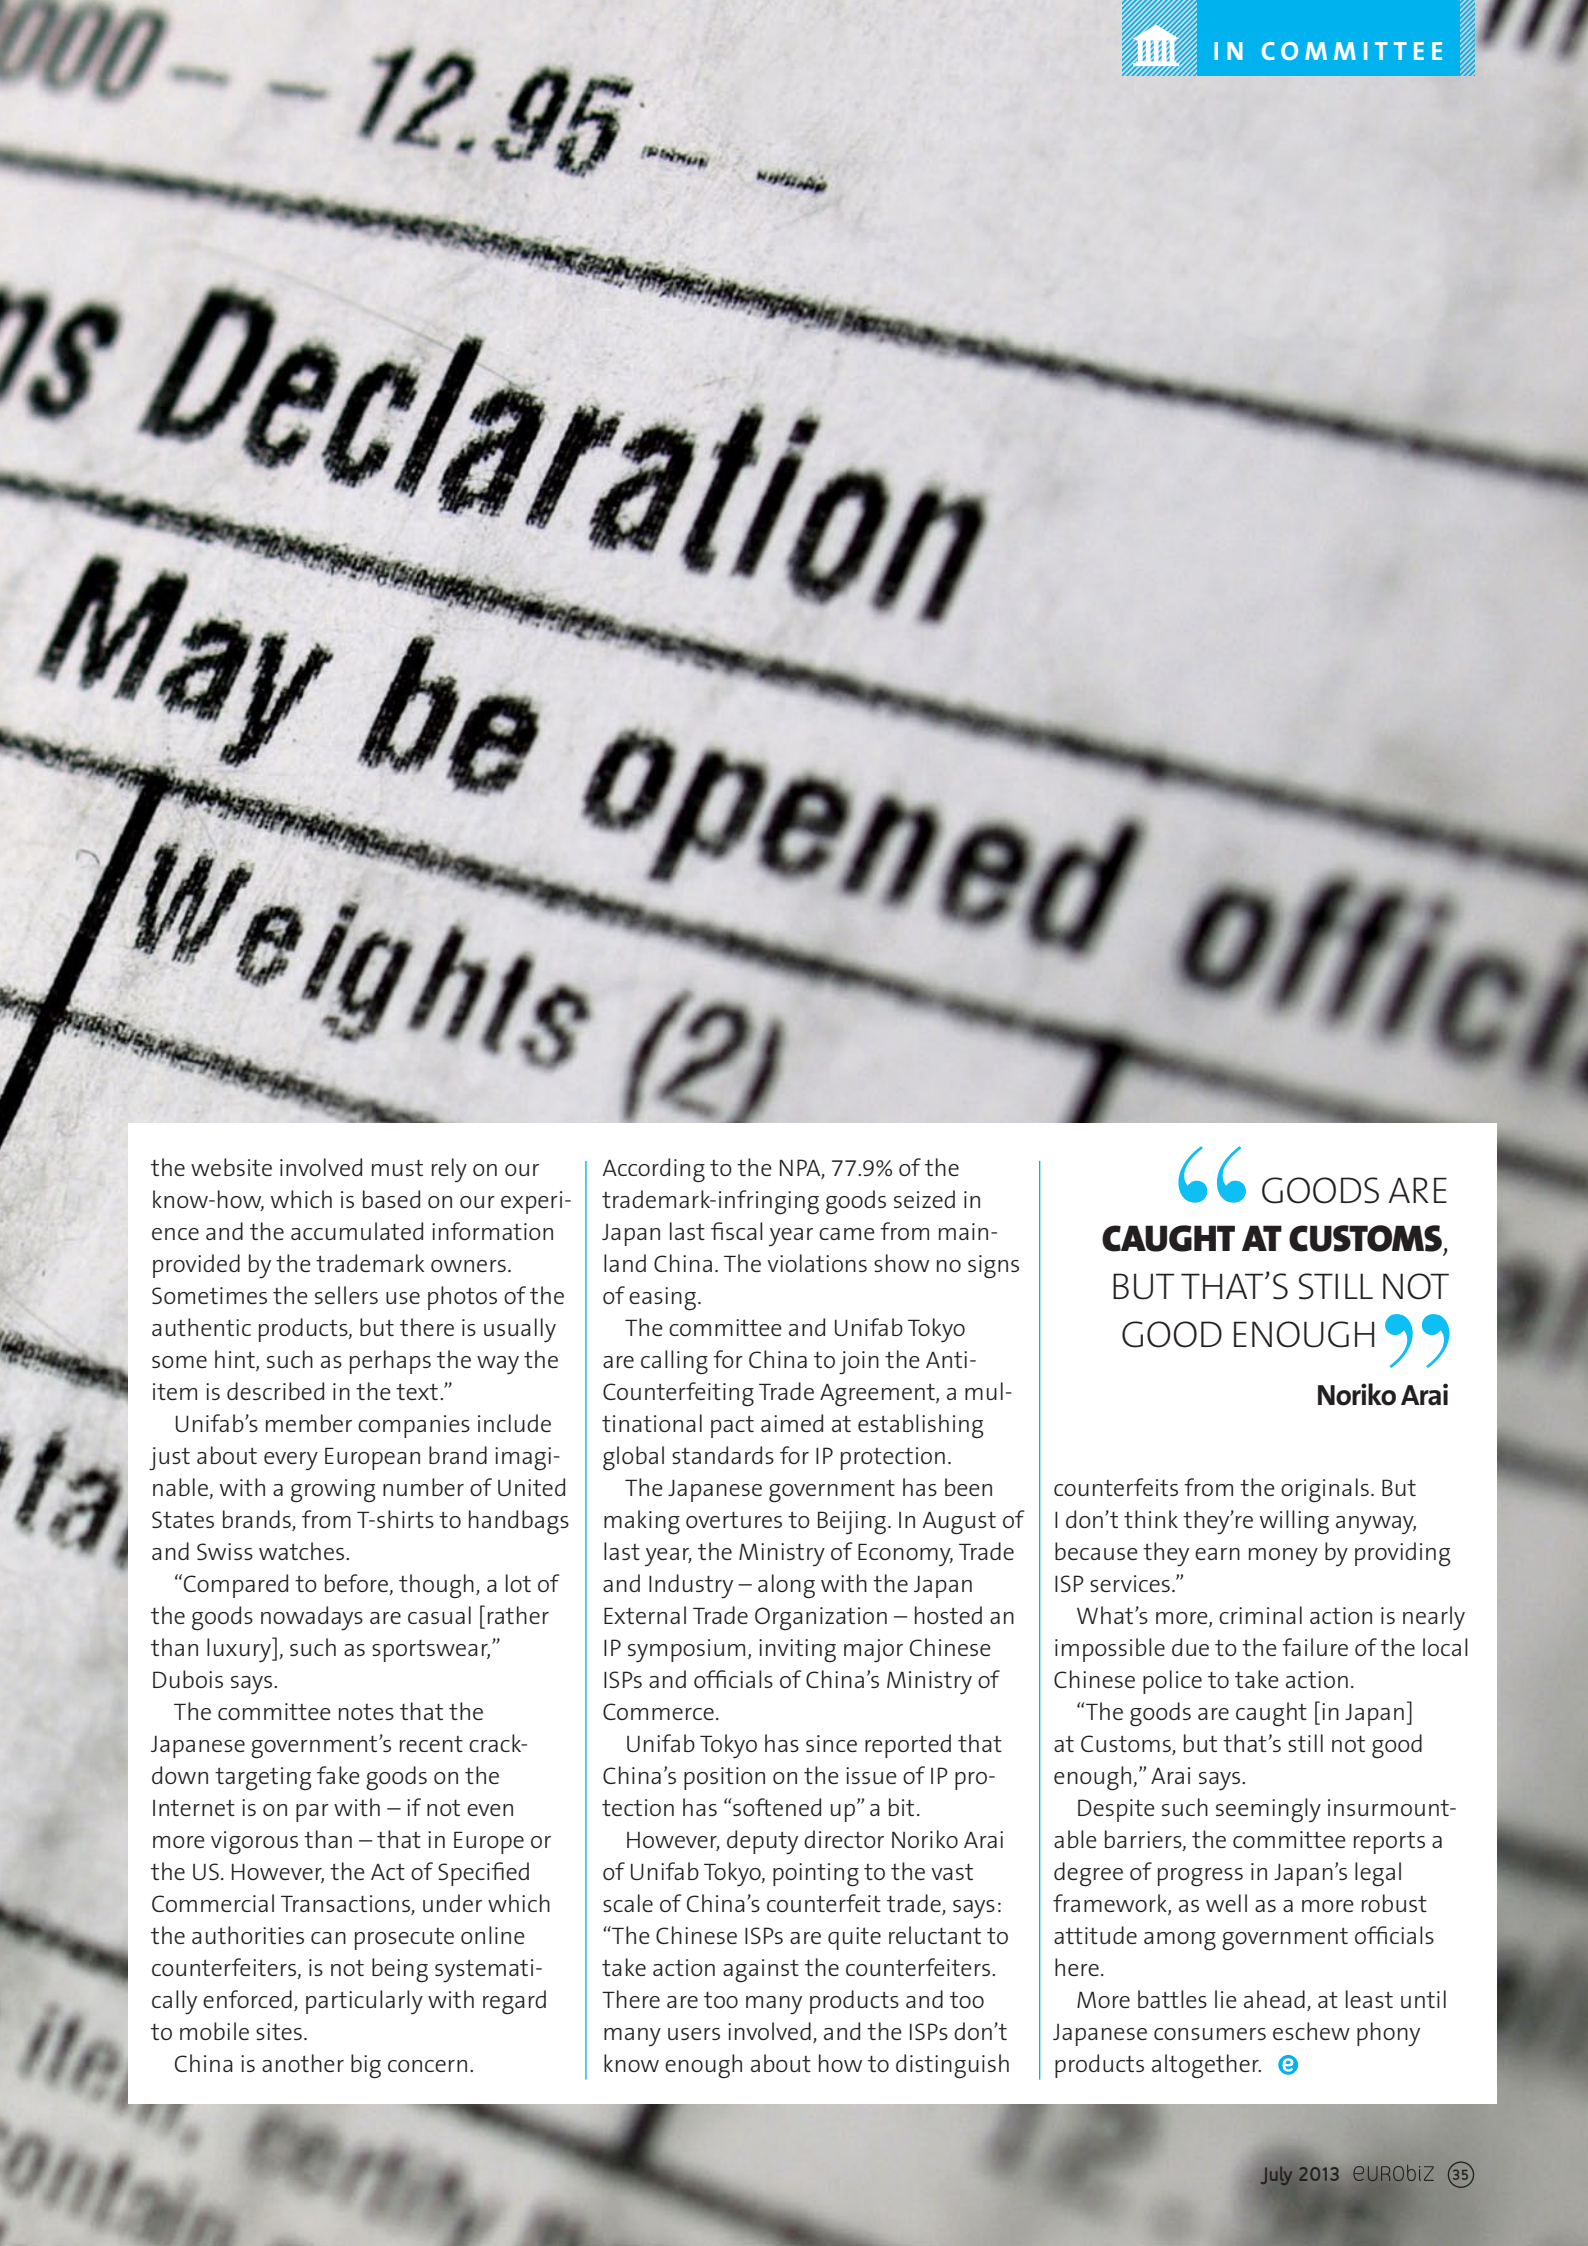 IN COMMITTEE
000 – – 12.95 – –
ns Declaration
May be opened offici
Weights (2)
the website involved must rely on our
know-how, which is based on our experi-
ence and the accumulated information
provided by the trademark owners.
Sometimes the sellers use photos of the
authentic products, but there is usually
some hint, such as perhaps the way the
item is described in the text.”
Unifab’s member companies include
just about every European brand imagi-
nable, with a growing number of United
States brands, from T-shirts to handbags
and Swiss watches.
“Compared to before, though, a lot of
the goods nowadays are casual [rather
than luxury], such as sportswear,”
Dubois says.
The committee notes that the
Japanese government’s recent crack-
down targeting fake goods on the
Internet is on par with – if not even
more vigorous than – that in Europe or
the US. However, the Act of Specified
Commercial Transactions, under which
the authorities can prosecute online
counterfeiters, is not being systemati-
cally enforced, particularly with regard
to mobile sites.
China is another big concern.
According to the NPA, 77.9% of the
trademark-infringing goods seized in
Japan last fiscal year came from main-
land China. The violations show no signs
of easing.
The committee and Unifab Tokyo
are calling for China to join the Anti-
Counterfeiting Trade Agreement, a mul-
tinational pact aimed at establishing
global standards for IP protection.
The Japanese government has been
making overtures to Beijing. In August of
last year, the Ministry of Economy, Trade
and Industry – along with the Japan
External Trade Organization – hosted an
IP symposium, inviting major Chinese
ISPs and officials of China’s Ministry of
Commerce.
Unifab Tokyo has since reported that
China’s position on the issue of IP pro-
tection has “softened up” a bit.
However, deputy director Noriko Arai
of Unifab Tokyo, pointing to the vast
scale of China’s counterfeit trade, says:
“The Chinese ISPs are quite reluctant to
take action against the counterfeiters.
There are too many products and too
many users involved, and the ISPs don’t
know enough about how to distinguish
“GOODS ARE
CAUGHT AT CUSTOMS,
BUT THAT’S STILL NOT
GOOD ENOUGH”
Noriko Arai
counterfeits from the originals. But
I don’t think they’re willing anyway,
because they earn money by providing
ISP services.”
What’s more, criminal action is nearly
impossible due to the failure of the local
Chinese police to take action.
“The goods are caught [in Japan]
at Customs, but that’s still not good
enough,” Arai says.
Despite such seemingly insurmount-
able barriers, the committee reports a
degree of progress in Japan’s legal
framework, as well as a more robust
attitude among government officials
here.
More battles lie ahead, at least until
Japanese consumers eschew phony
products altogether. e
item, certify
contain
12.95
July 2013 eurobiz 35